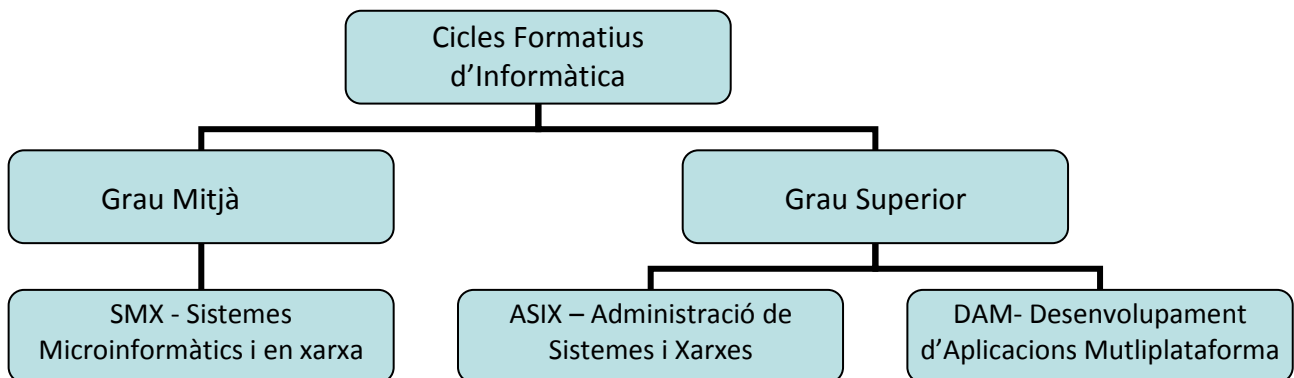 Cicles Formatius
d’Informàtica
Grau Mitjà
Grau Superior
SMX - Sistemes
Microinformàtics i en xarxa
ASIX – Administració de
Sistemes i Xarxes
DAM- Desenvolupament
d’Aplicacions Mutliplataforma